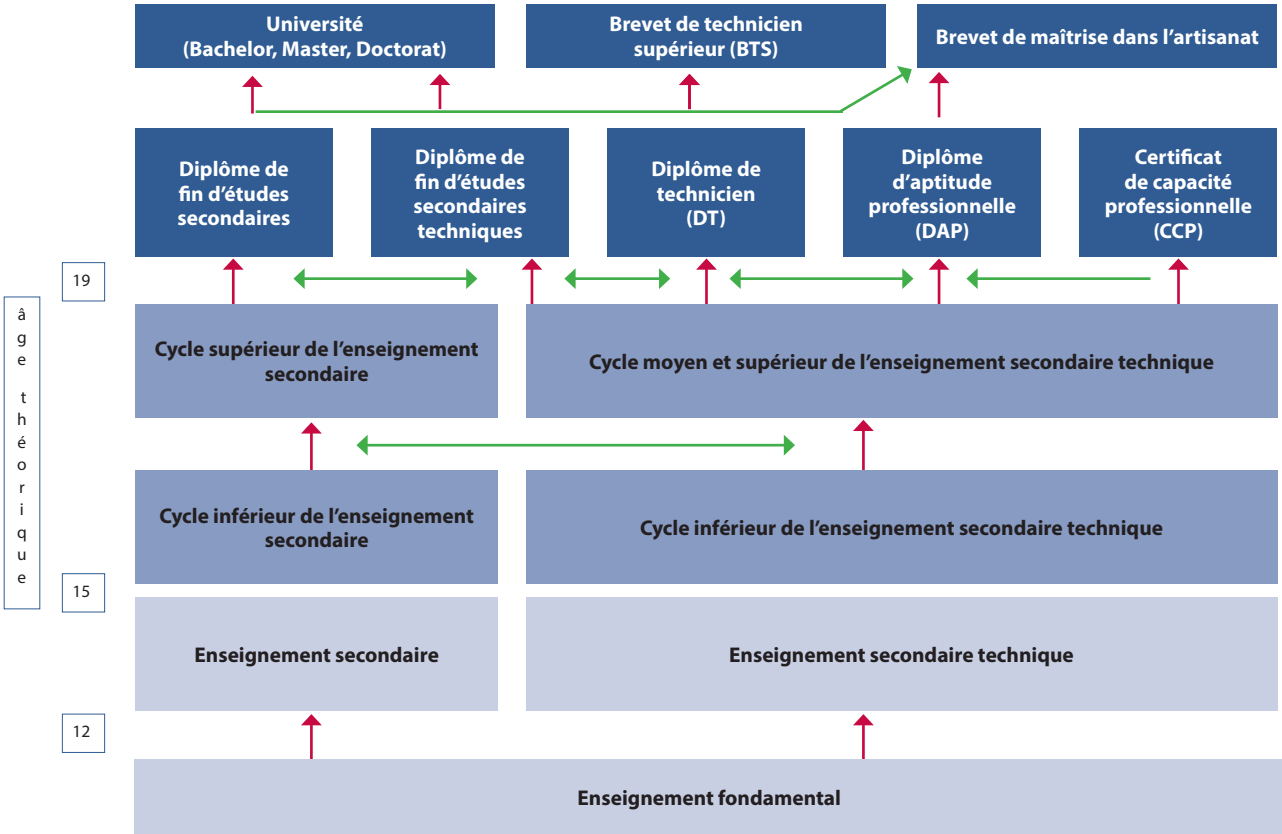 Université
(Bachelor, Master, Doctorat)
Brevet de technicien
supérieur (BTS)
Brevet de maîtrise dans l’artisanat
Diplôme de
fin d’études
secondaires
Diplôme de
fin d’études
secondaires
techniques
Diplôme de
technicien
(DT)
Diplôme
d’aptitude
professionnelle
(DAP)
Certificat
de capacité
professionnelle
(CCP)
19
âge théorique
Cycle supérieur de l’enseignement
secondaire
Cycle moyen et supérieur de l’enseignement secondaire technique
Cycle inférieur de l’enseignement
secondaire
Cycle inférieur de l’enseignement secondaire technique
15
Enseignement secondaire
Enseignement secondaire technique
12
Enseignement fondamental